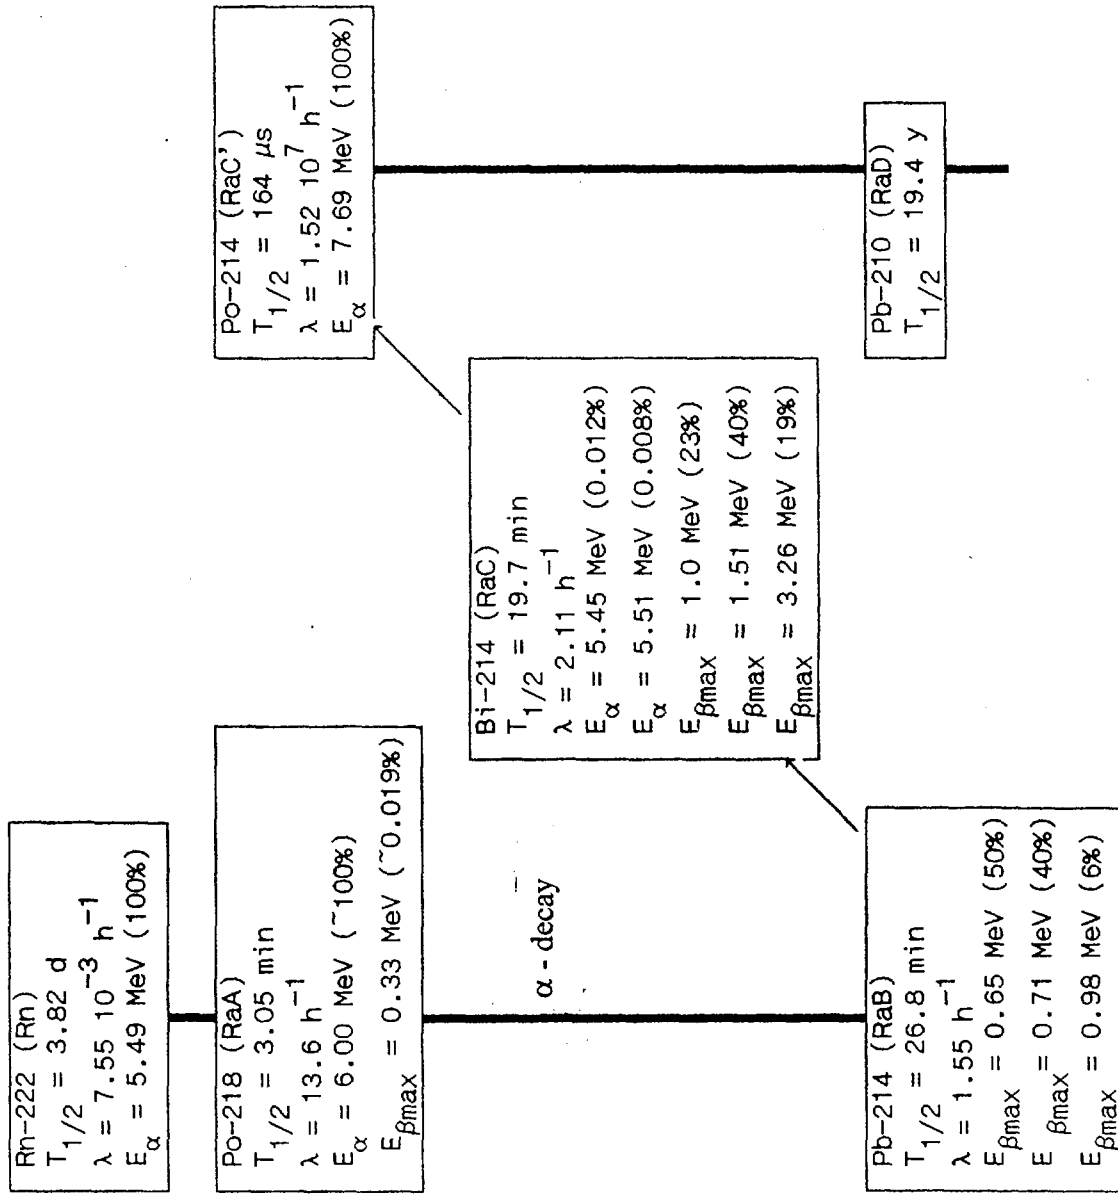 Rn-222 (Rn)
T1/2 = 3.82 d
λ = 7.55 10⁻³ h⁻¹
Eα = 5.49 MeV (100%)
Po-218 (RaA)
T1/2 = 3.05 min
λ = 13.6 h⁻¹
Eα = 6.00 MeV (~100%)
Eβmax = 0.33 MeV (~0.019%)
α - decay
Pb-214 (RaB)
T1/2 = 26.8 min
λ = 1.55 h⁻¹
Eβmax = 0.65 MeV (50%)
E βmax = 0.71 MeV (40%)
Eβmax = 0.98 MeV (6%)
Bi-214 (RaC)
T1/2 = 19.7 min
λ = 2.11 h⁻¹
Eα = 5.45 MeV (0.012%)
Eα = 5.51 MeV (0.008%)
Eβmax = 1.0 MeV (23%)
Eβmax = 1.51 MeV (40%)
Eβmax = 3.26 MeV (19%)
Po-214 (RaC')
T1/2 = 164 μs
λ = 1.52 10⁷ h⁻¹
Eα = 7.69 MeV (100%)
Pb-210 (RaD)
T1/2 = 19.4 y